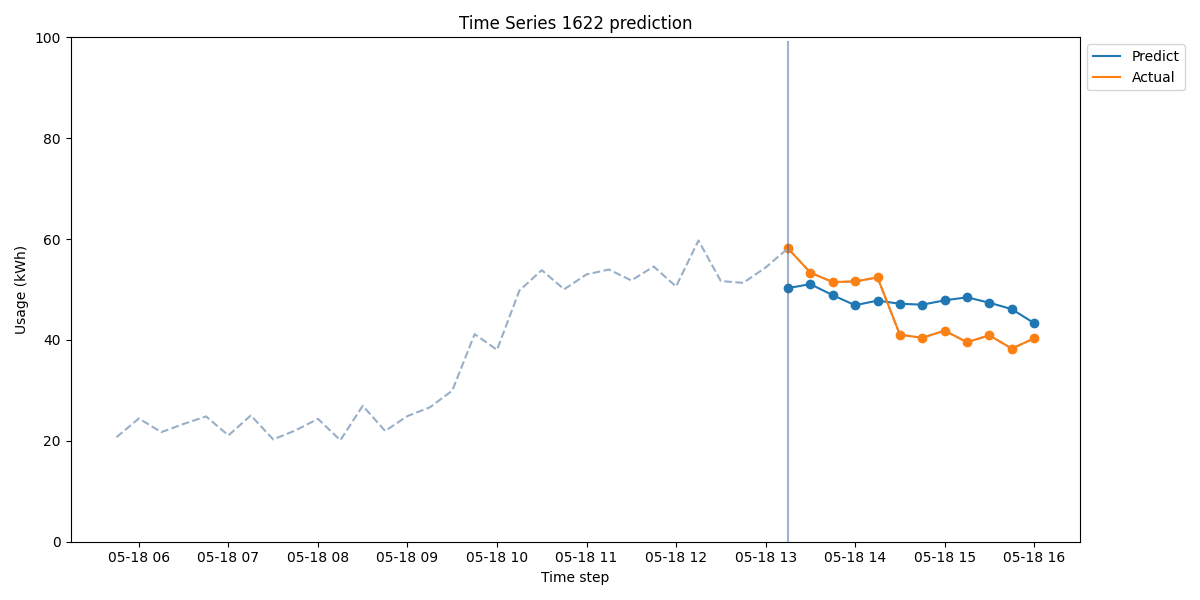 Time Series 1622 prediction
Predict
Actual
Usage (kWh)
100
80
60
40
20
0
05-18 06 05-18 07 05-18 08 05-18 09 05-18 10 05-18 11 05-18 12 05-18 13 05-18 14 05-18 15 05-18 16
Time step